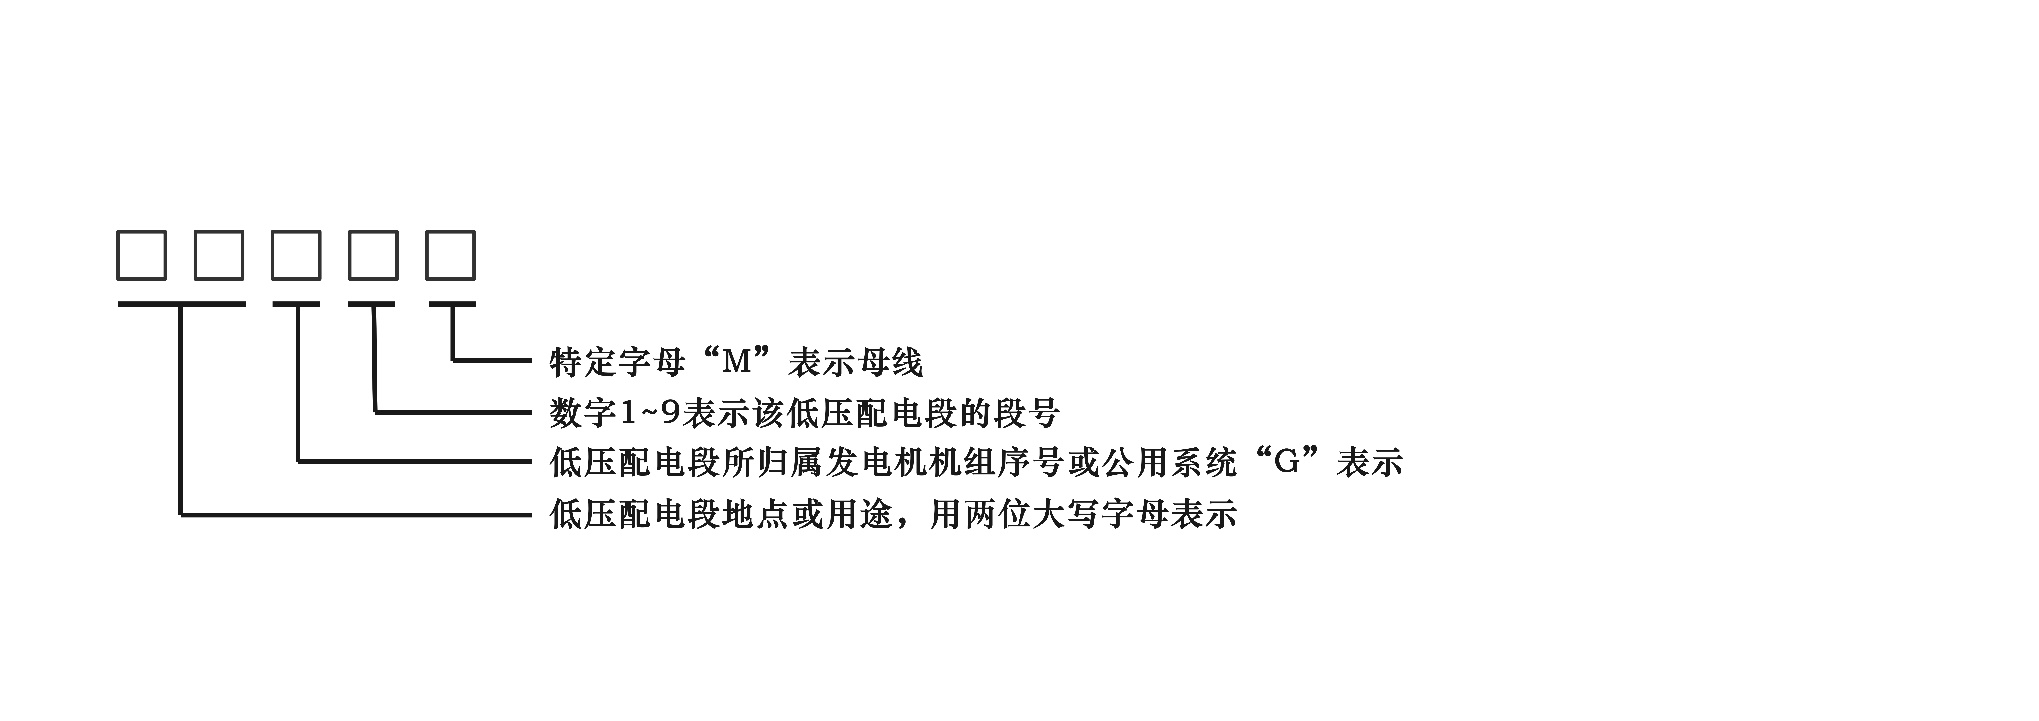 特定字母“M”表示母线
数字1~9表示该低压配电段的段号
低压配电段所归属发电机机组序号或公用系统“G”表示
低压配电段地点或用途，用两位大写字母表示